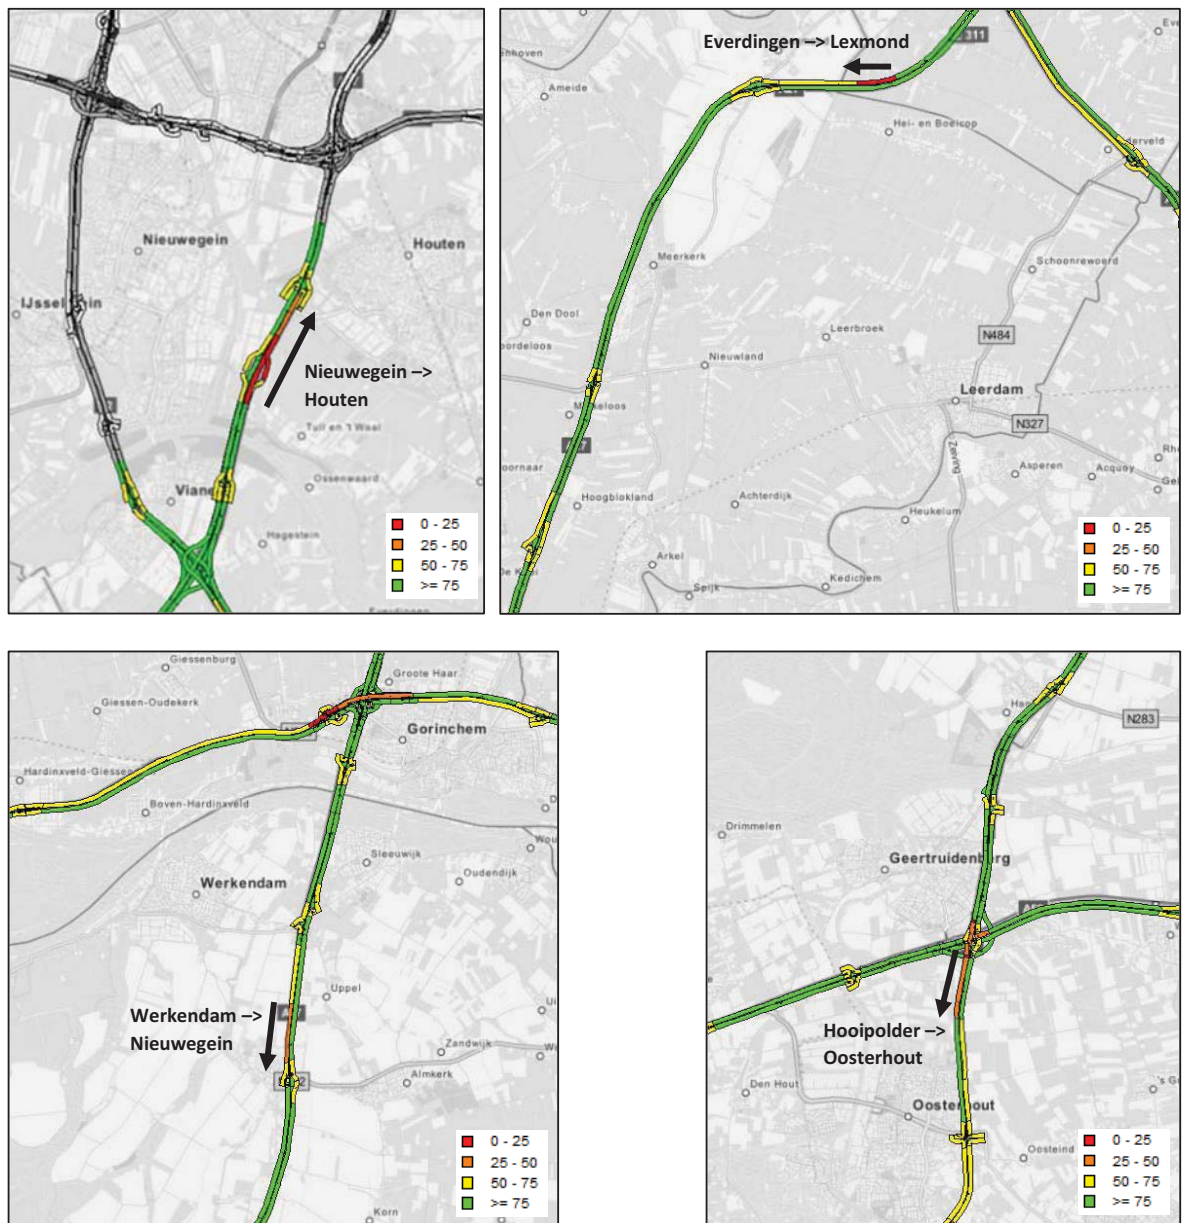 Nieuwegein
Houten
Nieuwegein –>
Houten
Tull en 't Waal
Ossenwaard
Hagestein
Everdingen
0 - 25
25 - 50
50 - 75
>= 75
Everdingen –> Lexmond
311
Ameide
Hei- en Boeicop
Meerkerk
Schoonrewoerd
Den Dool
Leerbroek
N484
Nieuwland
Leerdam
N327
Asperen
Acquoy
Hoogblokland
Achterdijk
Heukelum
Arkel
Spijk
Kedichem
0 - 25
25 - 50
50 - 75
>= 75
Giessenburg
Groote Haar
Giessen-Oudekerk
Gorinchem
Boven-Hardinxveld
Sleeuwijk
Werkendam
Oudendijk
Uppel
Werkendam –>
Nieuwegein
Zandwijk
Almkerk
Korn
0 - 25
25 - 50
50 - 75
>= 75
N283
Drimmelen
Geertruidenberg
Hooipolder –>
Oosterhout
Den Hout
Oosterhout
Oosteind
0 - 25
25 - 50
50 - 75
>= 75